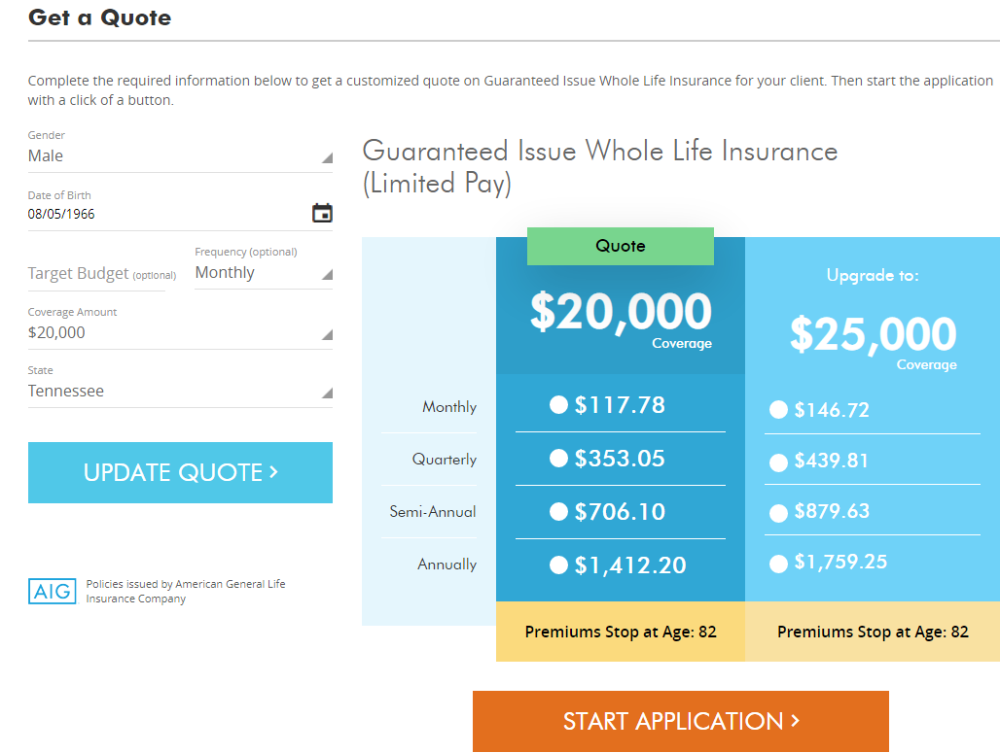 Get a Quote
Complete the required information below to get a customized quote on Guaranteed Issue Whole Life Insurance for your client. Then start the application
with a click of a button.
Gender
Male
Date of Birth
08/05/1966
Target Budget (optional)
Frequency (optional)
Monthly
Coverage Amount
$20,000
State
Tennessee
UPDATE QUOTE >
AIG
Policies issued by American General Life
Insurance Company
Guaranteed Issue Whole Life Insurance
(Limited Pay)
Quote
$20,000
Coverage
Upgrade to:
$25,000
Coverage
Monthly $117.78 $146.72
Quarterly $353.05 $439.81
Semi-Annual $706.10 $879.63
Annually $1,412.20 $1,759.25
Premiums Stop at Age: 82 Premiums Stop at Age: 82
START APPLICATION >